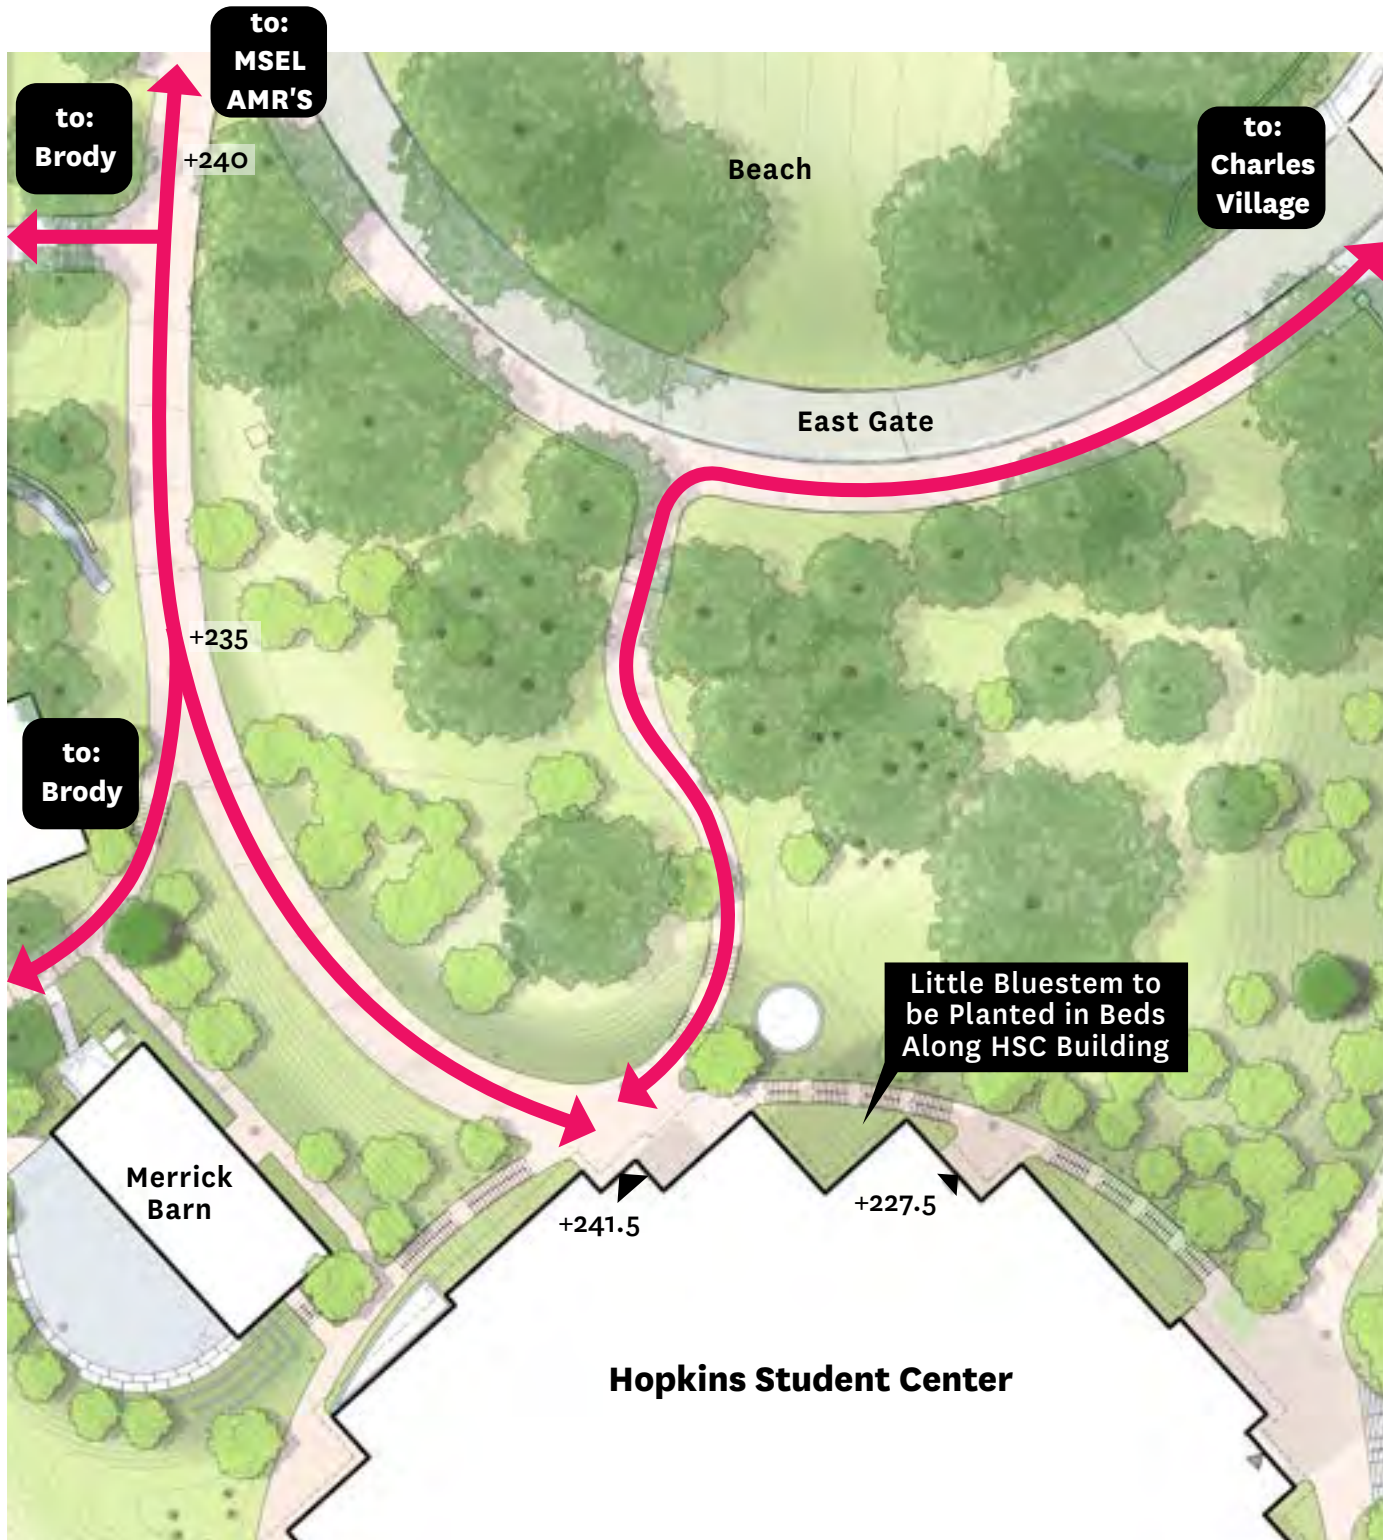 to:
MSEL
AMR'S
to:
Brody
+240
Beach
to:
Charles
Village
East Gate
+235
to:
Brody
Little Bluestem to
be Planted in Beds
Along HSC Building
Merrick
Barn
+241.5
+227.5
Hopkins Student Center